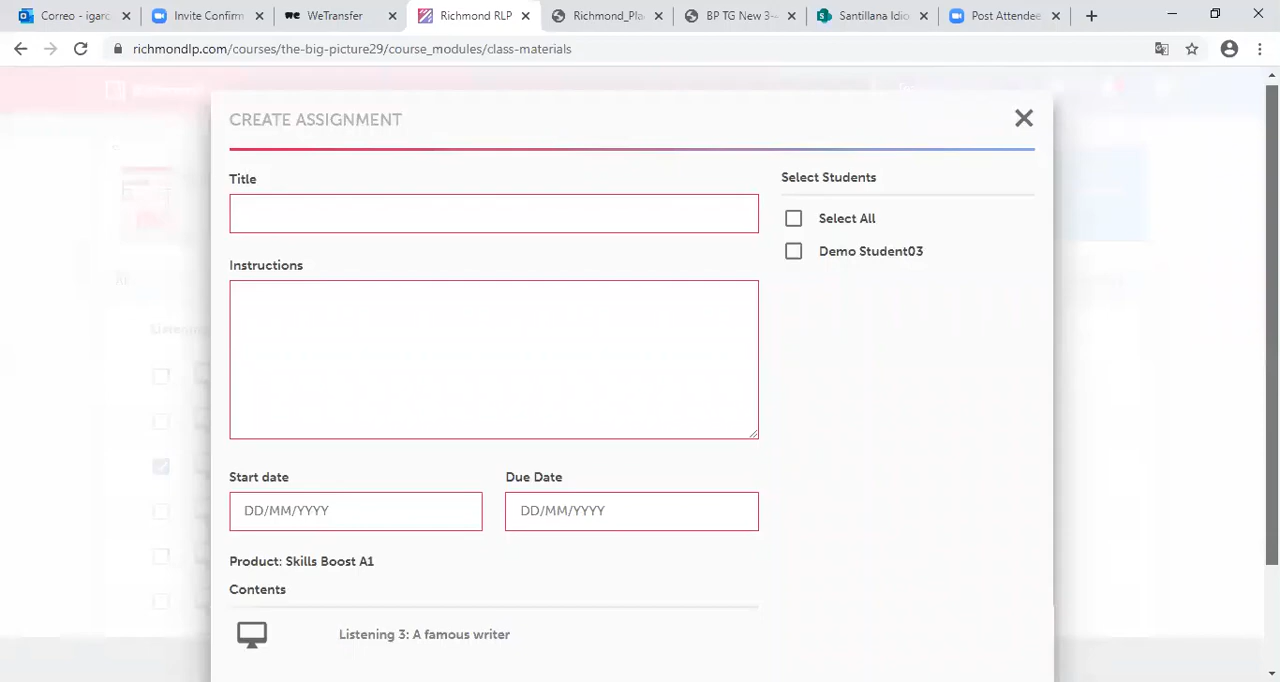 Correo - igarc
Invite Confirm
WeTransfer
Richmond RLP
Richmond_Pla
BP TG New 3-4
Santillana Idio
Post Attendee
richmondlp.com/courses/the-big-picture29/course_modules/class-materials
CREATE ASSIGNMENT
Title
Select Students
Select All
Demo Student03
Instructions
Start date
Due Date
DD/MM/YYYY
DD/MM/YYYY
Product: Skills Boost A1
Contents
Listening 3: A famous writer